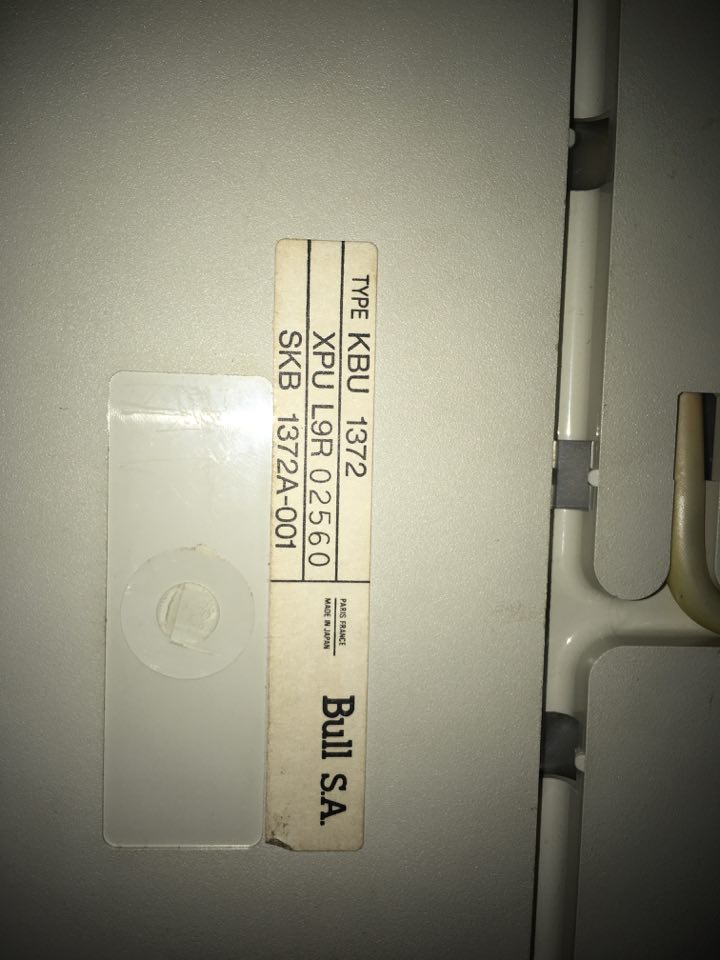 TYPE KBU 1372
XPU L9R 02560
SKB 1372A-001
PARIS FRANCE
MADE IN JAPAN
Bull S.A.